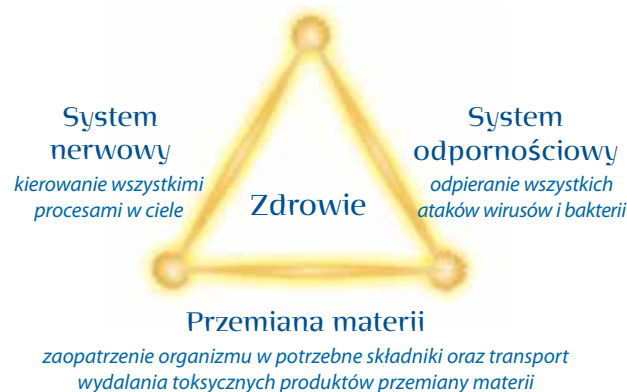 System
nerwowy
kierowanie wszystkimi
procesami w ciele
System
odpornościowy
odpieranie wszystkich
ataków wirusów i bakterii
Zdrowie
Przemiana materii
zaopatrzenie organizmu w potrzebne składniki oraz transport
wydalania toksycznych produktów przemiany materii